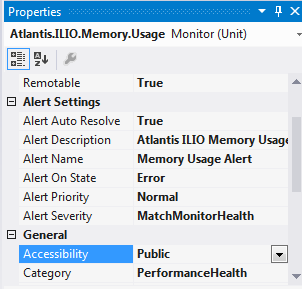 Properties
Atlantis.ILIO.Memory.Usage Monitor (Unit)
Remotable True
Alert Settings
Alert Auto Resolve True
Alert Description Atlantis ILIO Memory Usage
Alert Name Memory Usage Alert
Alert On State Error
Alert Priority Normal
Alert Severity MatchMonitorHealth
General
Accessibility Public
Category PerformanceHealth